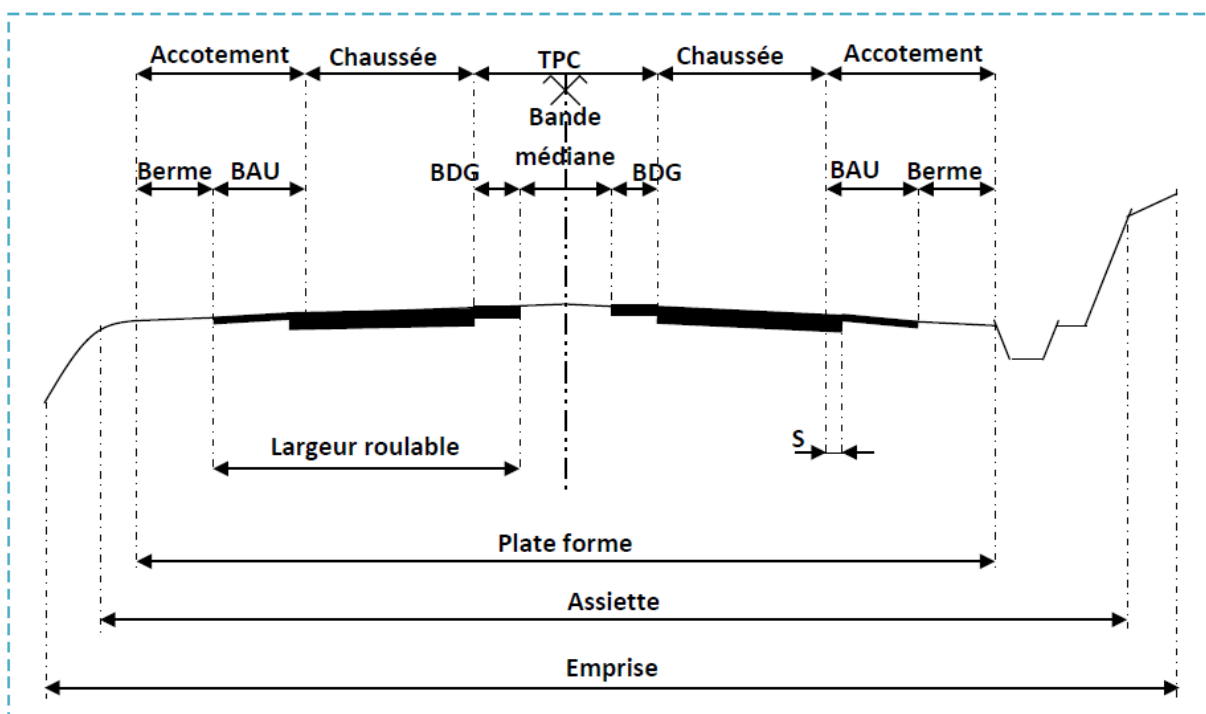 Accotement Chaussée TPC Chaussée Accotement
Bande
médiane
Berme BAU BDG BDG BAU Berme
Largeur roulable S
Plate forme
Assiette
Emprise